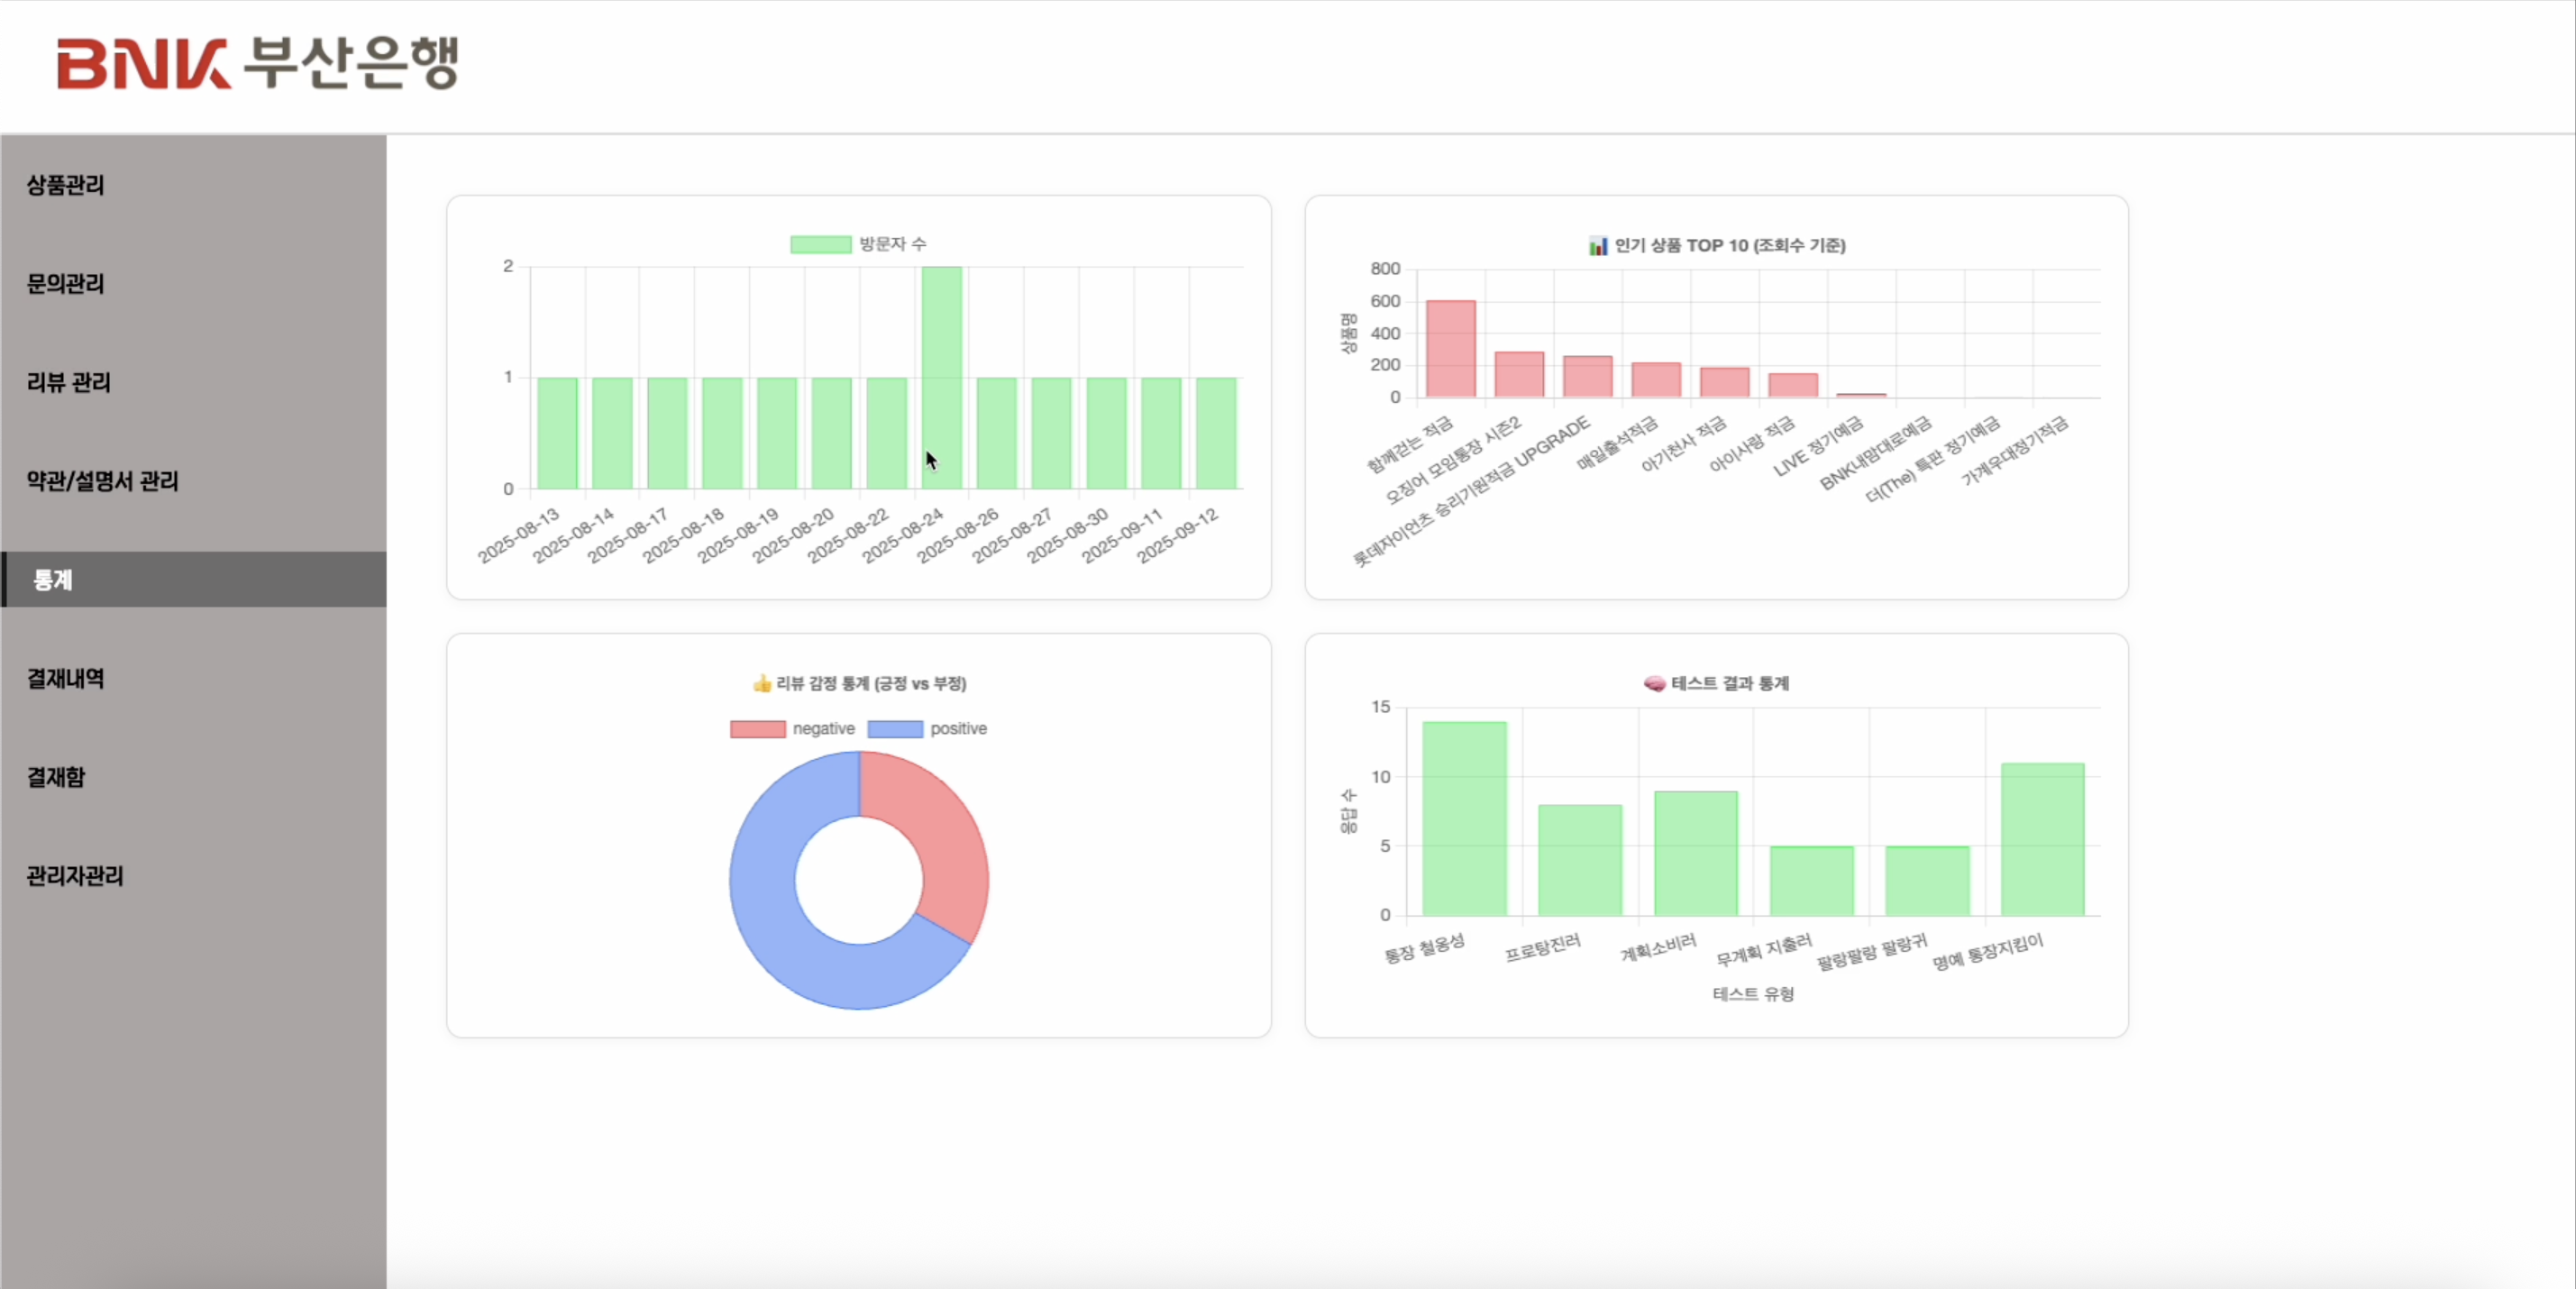 BNK 부산은행
상품관리
문의관리
리뷰 관리
약관/설명서 관리
통계
결재내역
결재함
관리자관리
방문자 수
2
1
0
2025-08-13
2025-08-14
2025-08-17
2025-08-18
2025-08-19
2025-08-20
2025-08-22
2025-08-24
2025-08-26
2025-08-27
2025-08-30
2025-09-11
2025-09-12
인기 상품 TOP 10 (조회수 기준)
상품명
800
600
400
200
0
함께걷는 적금
오징어 모임통장 시즌2
롯데자이언츠 승리기원적금 UPGRADE
매일출석적금
아기천사 적금
아이사랑 적금
LIVE 정기예금
BNK내맘대로예금
더(The) 특판 정기예금
가계우대정기적금
리뷰 감정 통계 (긍정 vs 부정)
negative
positive
테스트 결과 통계
응답 수
15
10
5
0
통장 철옹성
프로탕진러
계획소비러
무계획 지출러
팔랑팔랑 팔랑귀
명예 통장지킴이
테스트 유형